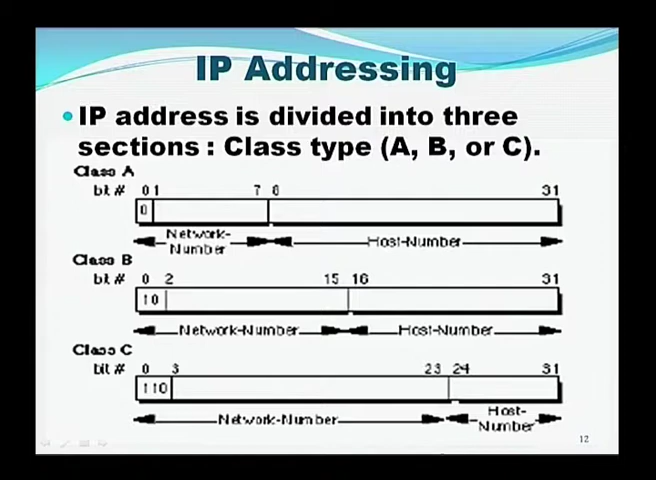 IP Addressing
• IP address is divided into three
sections : Class type (A, B, or C).
Class A
bit # 0 1 7 8 31
0
Network-
Number
Host-Number
Class B
bit # 0 2 15 16 31
10
Network-Number Host-Number
Class C
bit # 0 3 23 24 31
110
Network-Number
Host-
Number
12